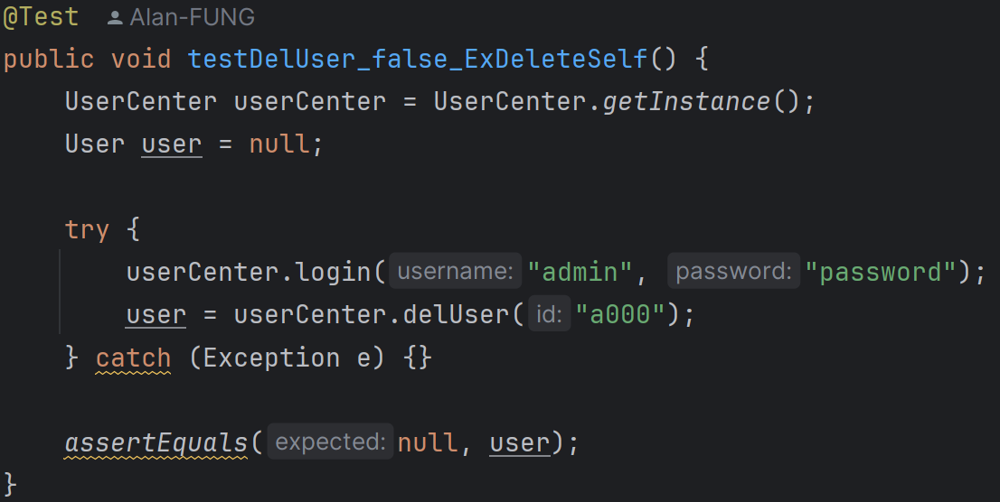 @Test Alan-FUNG
public void testDelUser_false_ExDeleteSelf() {
UserCenter userCenter = UserCenter.getInstance();
User user = null;
try {
userCenter.login( username: "admin", password: "password");
user = userCenter.delUser( id: "a000");
} catch (Exception e) {}
assertEquals( expected: null, user);
}